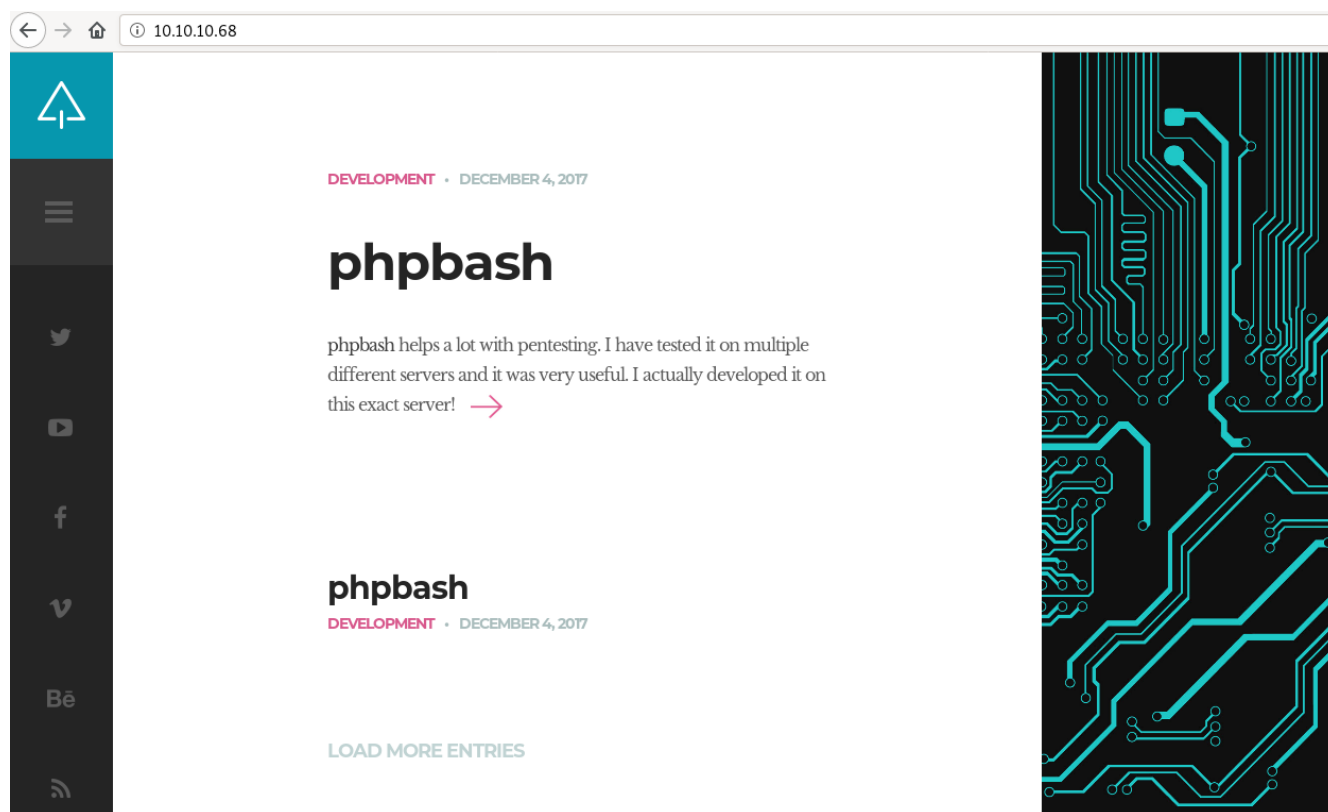 10.10.10.68
DEVELOPMENT • DECEMBER 4, 2017
phpbash
phpbash helps a lot with pentesting. I have tested it on multiple
different servers and it was very useful. I actually developed it on
this exact server! →
phpbash
DEVELOPMENT • DECEMBER 4, 2017
Bē
LOAD MORE ENTRIES